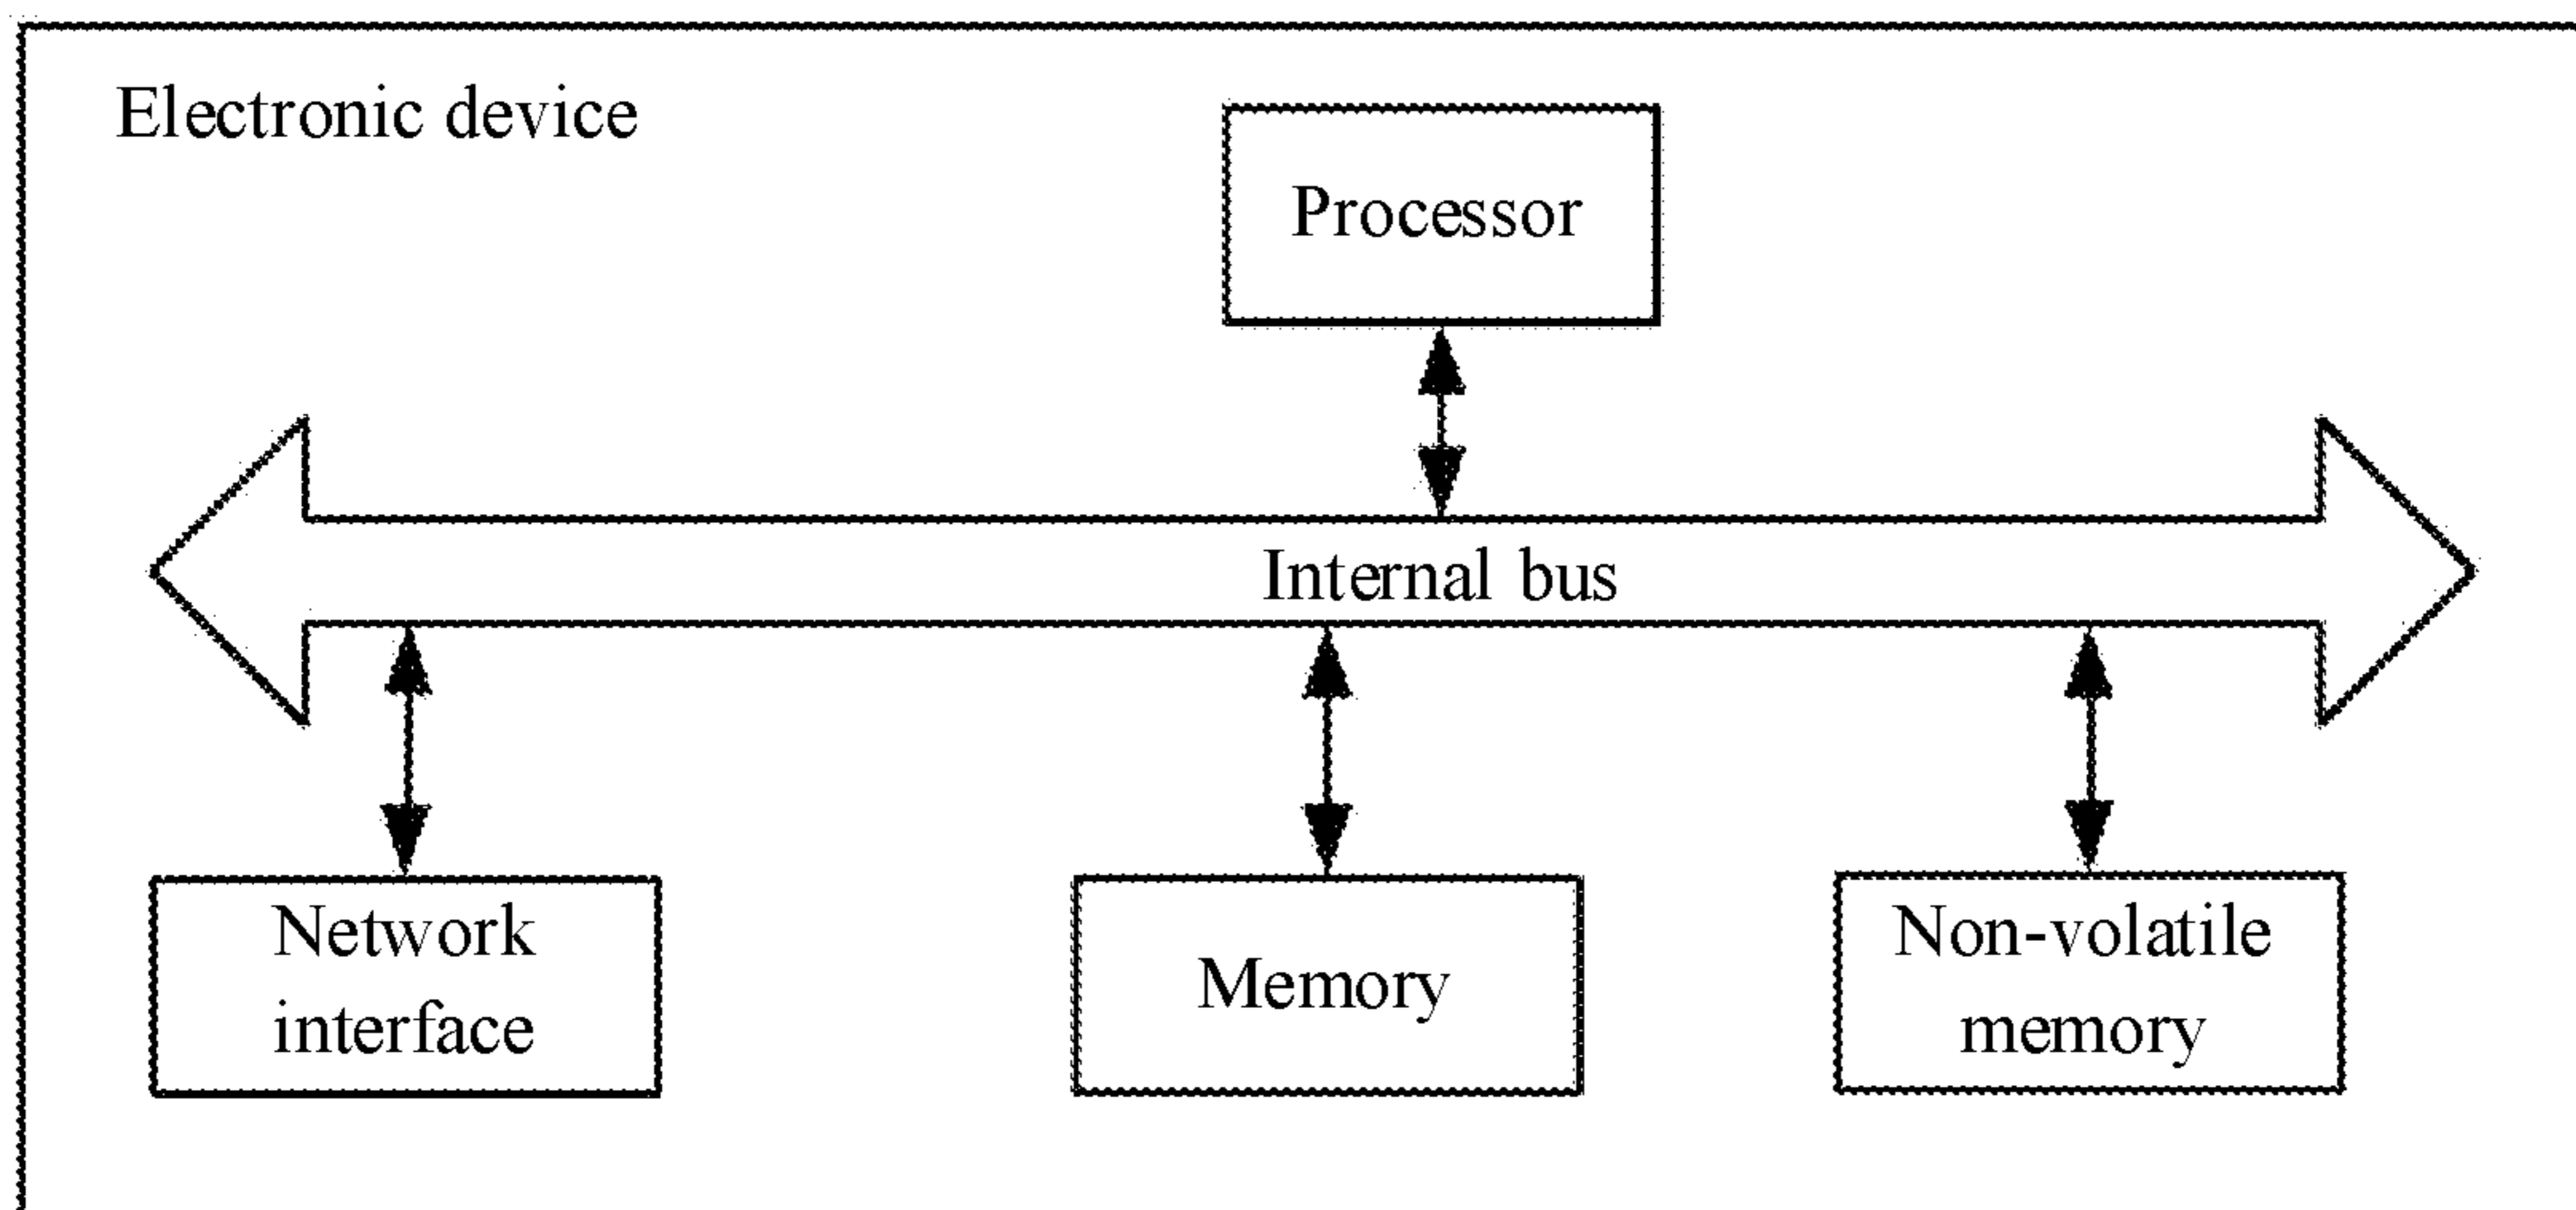 Electronic device
Processor
Internal bus
Network
interface
Memory
Non-volatile
memory